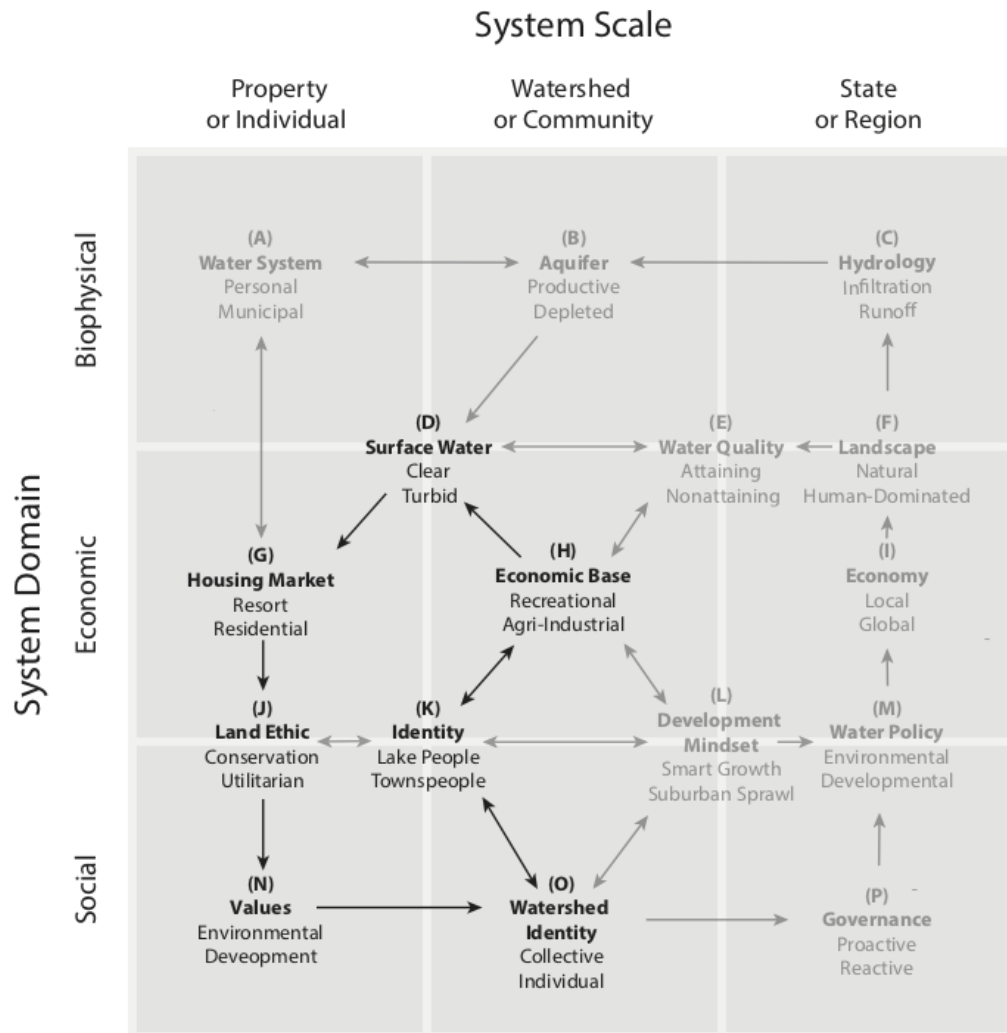 System Scale
Property
or Individual
Watershed
or Community
State
or Region
System Domain
Biophysical
Economic
Social
(A)
Water System
Personal
Municipal
(B)
Aquifer
Productive
Depleted
(C)
Hydrology
Infiltration
Runoff
(D)
Surface Water
Clear
Turbid
(E)
Water Quality
Attaining
Nonattaining
(F)
Landscape
Natural
Human-Dominated
(G)
Housing Market
Resort
Residential
(H)
Economic Base
Recreational
Agri-Industrial
(I)
Economy
Local
Global
(J)
Land Ethic
Conservation
Utilitarian
(K)
Identity
Lake People
Townspeople
(L)
Development
Mindset
Smart Growth
Suburban Sprawl
(M)
Water Policy
Environmental
Developmental
(N)
Values
Environmental
Deveopment
(O)
Watershed
Identity
Collective
Individual
(P)
Governance
Proactive
Reactive